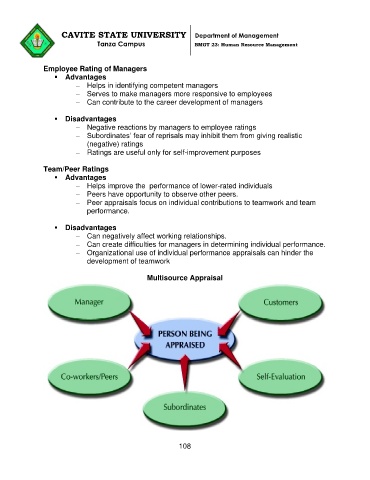 CAVITE STATE UNIVERSITY
Tanza Campus
Department of Management
BMGT 23: Human Resource Management
Employee Rating of Managers
▪ Advantages
– Helps in identifying competent managers
– Serves to make managers more responsive to employees
– Can contribute to the career development of managers
▪ Disadvantages
– Negative reactions by managers to employee ratings
– Subordinates' fear of reprisals may inhibit them from giving realistic
(negative) ratings
– Ratings are useful only for self-improvement purposes
Team/Peer Ratings
▪ Advantages
– Helps improve the performance of lower-rated individuals
– Peers have opportunity to observe other peers.
– Peer appraisals focus on individual contributions to teamwork and team
performance.
▪ Disadvantages
– Can negatively affect working relationships.
– Can create difficulties for managers in determining individual performance.
– Organizational use of individual performance appraisals can hinder the
development of teamwork
Multisource Appraisal
Manager
Customers
PERSON BEING
APPRAISED
Co-workers/Peers
Self-Evaluation
Subordinates
108